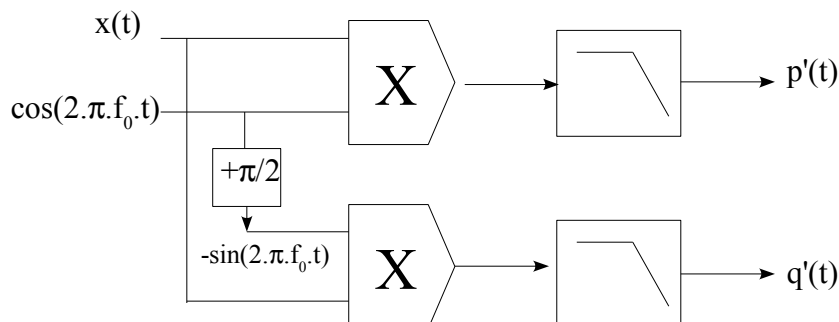 x(t)
X
p'(t)
cos(2.π.f₀.t)
+π/2
-sin(2.π.f₀.t)
X
q'(t)